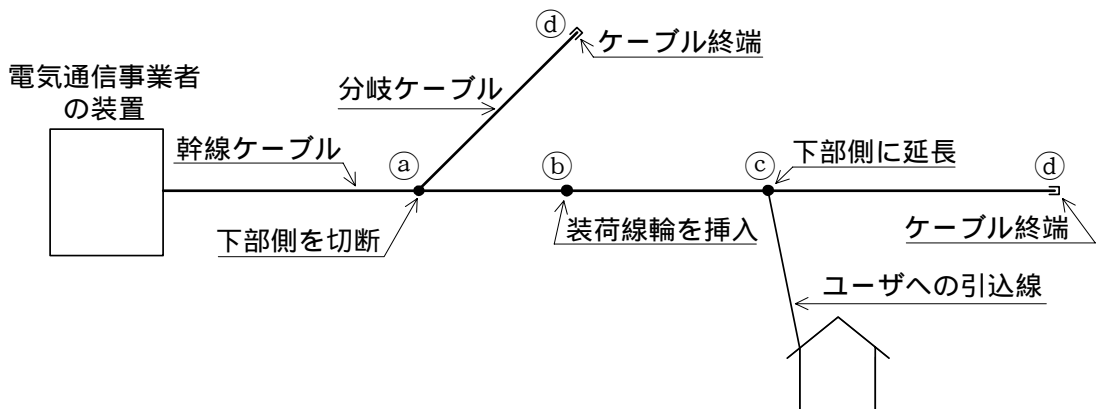 ⓓ
ケーブル終端
電気通信事業者
の装置
分岐ケーブル
幹線ケーブル
ⓐ
ⓑ
ⓒ
下部側に延長
ⓓ
下部側を切断
装荷線輪を挿入
ケーブル終端
ユーザへの引込線